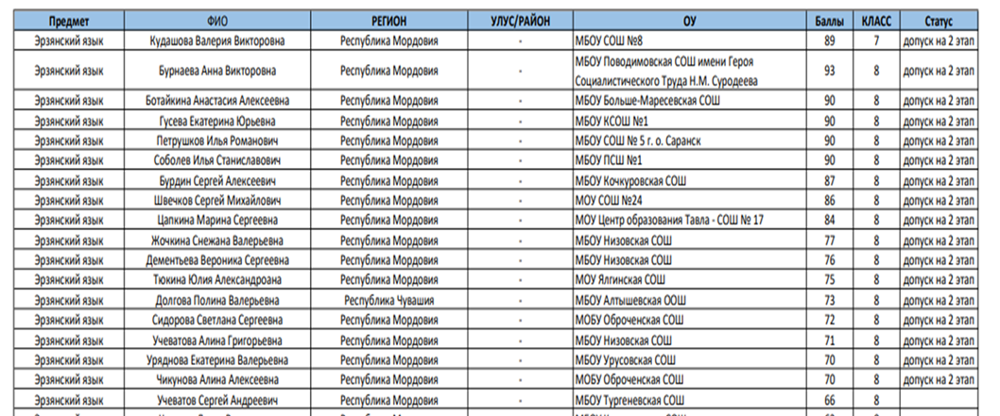 Предмет ФИО РЕГИОН УЛУС/РАЙОН ОУ Баллы КЛАСС Статус
Эрзянский язык Кудашова Валерия Викторовна Республика Мордовия - МБОУ СОШ №8 89 7 допуск на 2 этап
Эрзянский язык Бурнаева Анна Викторовна Республика Мордовия - МБОУ Поводимовская СОШ имени Героя
Социалистического Труда Н.М. Суродеева 93 8 допуск на 2 этап
Эрзянский язык Ботайкина Анастасия Алексеевна Республика Мордовия - МБОУ Больше-Маресевская СОШ 90 8 допуск на 2 этап
Эрзянский язык Гусева Екатерина Юрьевна Республика Мордовия - МБОУ КСОШ №1 90 8 допуск на 2 этап
Эрзянский язык Петрушков Илья Романович Республика Мордовия - МБОУ СОШ № 5 г. о. Саранск 90 8 допуск на 2 этап
Эрзянский язык Соболев Илья Станиславович Республика Мордовия - МБОУ ПСШ №1 90 8 допуск на 2 этап
Эрзянский язык Бурдин Сергей Алексеевич Республика Мордовия - МБОУ Кочкуровская СОШ 87 8 допуск на 2 этап
Эрзянский язык Швечков Сергей Михайлович Республика Мордовия - МОУ СОШ №24 86 8 допуск на 2 этап
Эрзянский язык Цапкина Марина Сергеевна Республика Мордовия - МОУ Центр образования Тавла - СОШ № 17 84 8 допуск на 2 этап
Эрзянский язык Жочкина Снежана Валерьевна Республика Мордовия - МБОУ Низовская СОШ 77 8 допуск на 2 этап
Эрзянский язык Дементьева Вероника Сергеевна Республика Мордовия - МБОУ Низовская СОШ 76 8 допуск на 2 этап
Эрзянский язык Тюкина Юлия Александроана Республика Мордовия - МОУ Ялгинская СОШ 75 8 допуск на 2 этап
Эрзянский язык Долгова Полина Валерьевна Республика Чувашия - МБОУ Алтышевская ООШ 73 8 допуск на 2 этап
Эрзянский язык Сидорова Светлана Сергеевна Республика Мордовия - МОБУ Оброченская СОШ 72 8 допуск на 2 этап
Эрзянский язык Учеватова Алина Григорьевна Республика Мордовия - МБОУ Низовская СОШ 71 8 допуск на 2 этап
Эрзянский язык Уряднова Екатерина Валерьевна Республика Мордовия - МБОУ Урусовская СОШ 70 8 допуск на 2 этап
Эрзянский язык Чикунова Алина Алексеевна Республика Мордовия - МОБУ Оброченская СОШ 70 8 допуск на 2 этап
Эрзянский язык Учеватов Сергей Андреевич Республика Мордовия - МБОУ Тургеневская СОШ 66 8